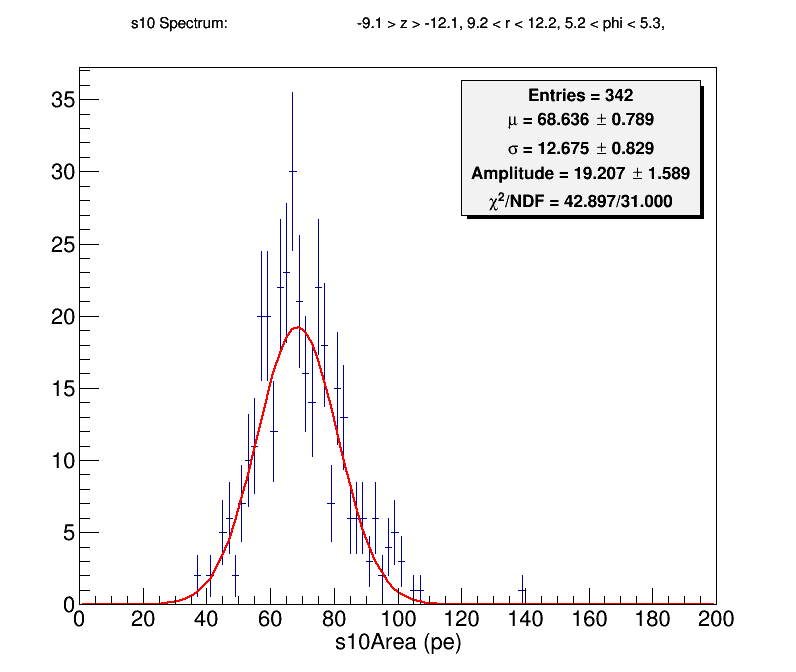 s10 Spectrum: -9.1 > z > -12.1, 9.2 < r < 12.2, 5.2 < phi < 5.3,
Entries = 342
μ = 68.636 ± 0.789
σ = 12.675 ± 0.829
Amplitude = 19.207 ± 1.589
χ²/NDF = 42.897/31.000
35
30
25
20
15
10
5
0
0 20 40 60 80 100 120 140 160 180 200
s10Area (pe)